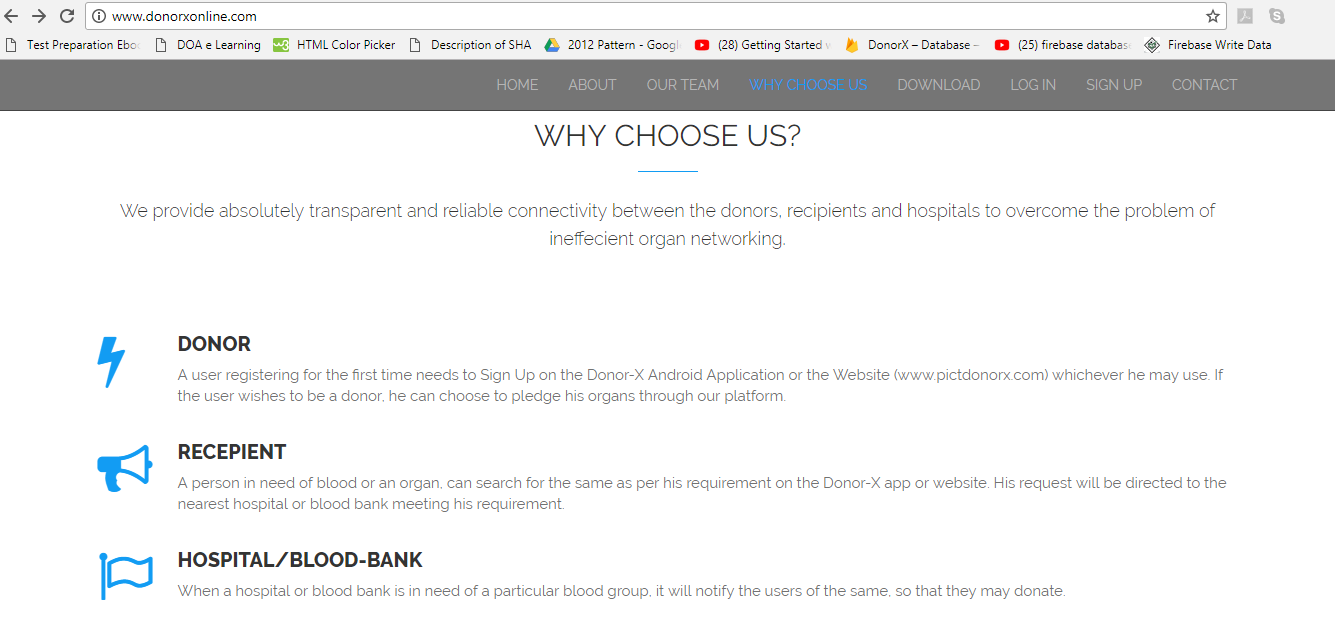 www.donorxonline.com
Test Preparation Eboo DOA e Learning HTML Color Picker Description of SHA 2012 Pattern - Googl (28) Getting Started DonorX – Database - (25) firebase databas Firebase Write Data
HOME ABOUT OUR TEAM WHY CHOOSE US DOWNLOAD LOG IN SIGN UP CONTACT
WHY CHOOSE US?
We provide absolutely transparent and reliable connectivity between the donors, recipients and hospitals to overcome the problem of
ineffecient organ networking.
DONOR
A user registering for the first time needs to Sign Up on the Donor-X Android Application or the Website (www.pictdonorx.com) whichever he may use. If
the user wishes to be a donor, he can choose to pledge his organs through our platform.
RECEPIENT
A person in need of blood or an organ, can search for the same as per his requirement on the Donor-X app or website. His request will be directed to the
nearest hospital or blood bank meeting his requirement.
HOSPITAL/BLOOD-BANK
When a hospital or blood bank is in need of a particular blood group, it will notify the users of the same, so that they may donate.